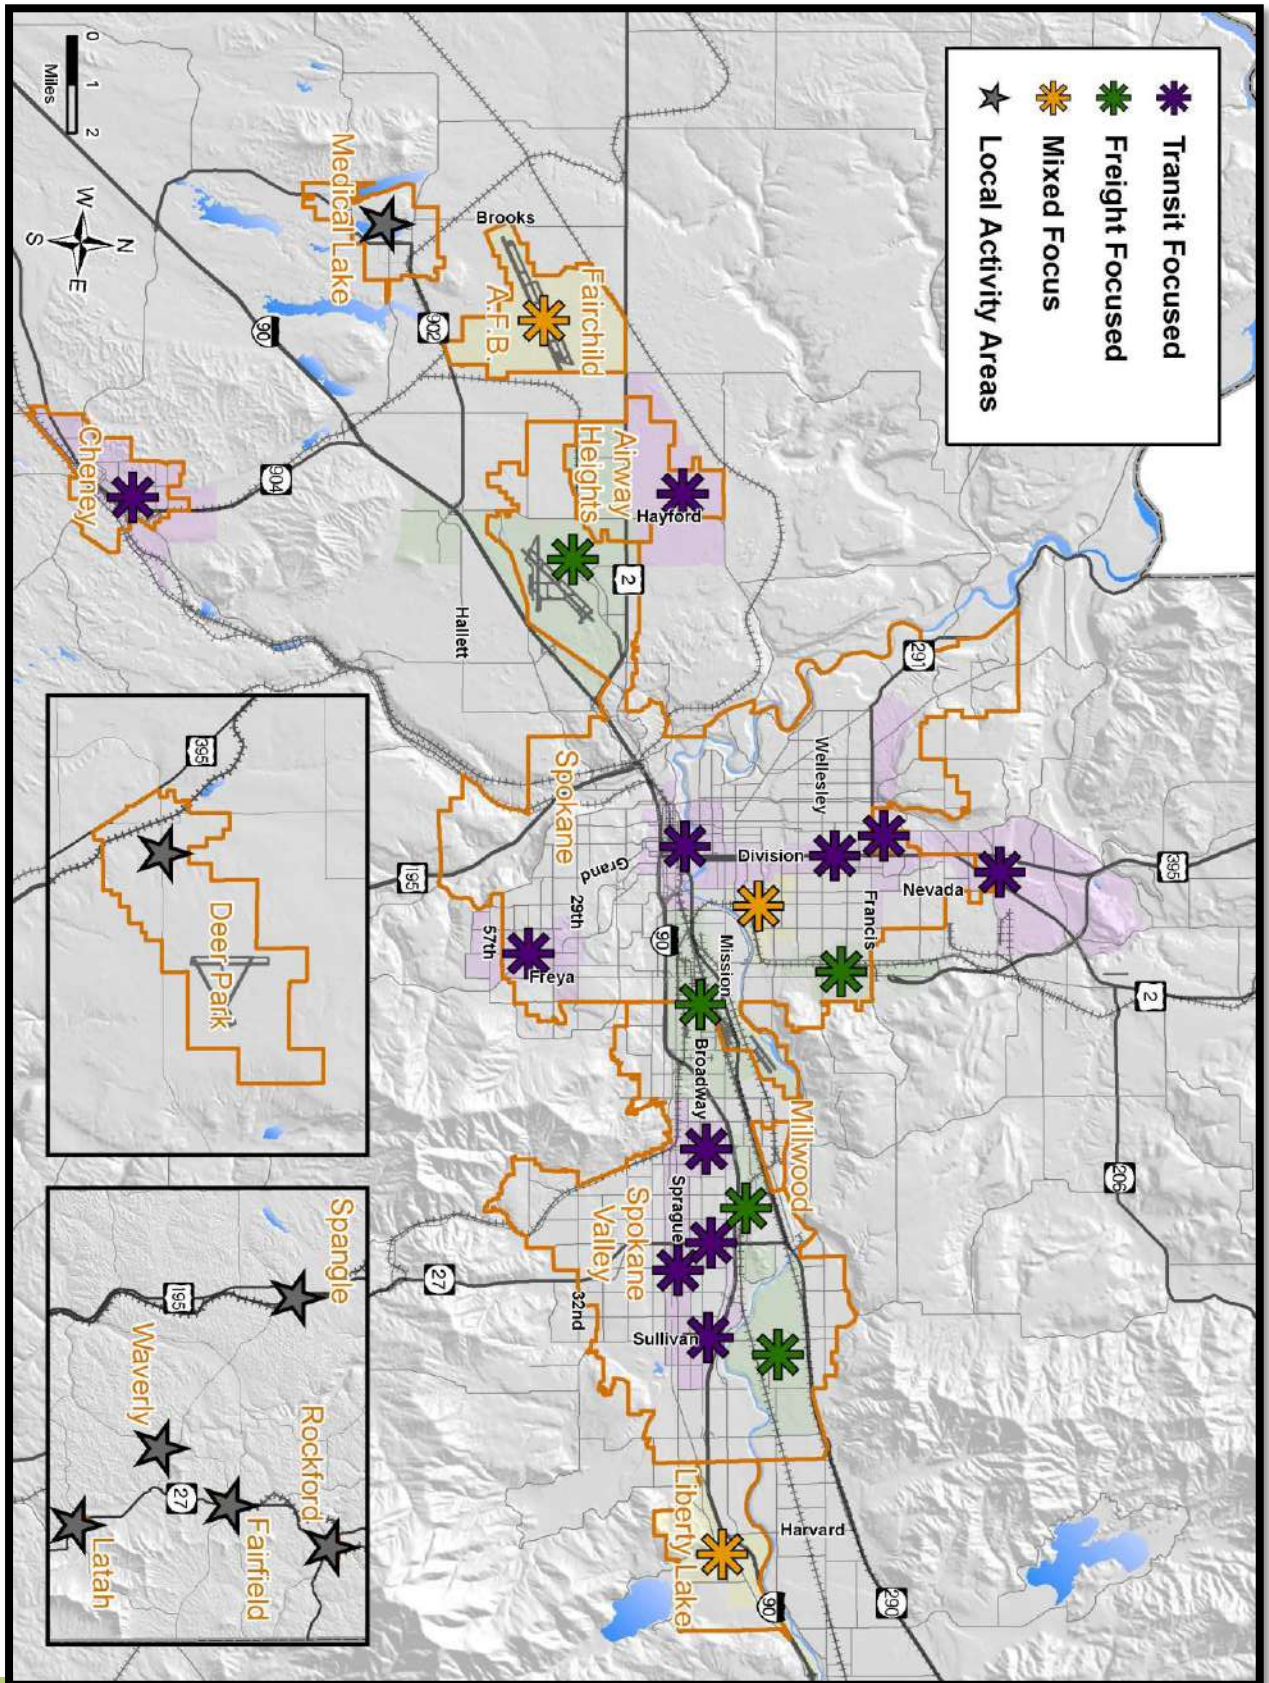 Transit Focused
Freight Focused
Mixed Focus
Local Activity Areas
0 1 2
Miles
N
W
E
S
Medical Lake
Brooks
Fairchild
A.F.B.
902
90
904
Cheney
Airway
Heights
Hayford
2
Hallett
291
Wellesley
Spokane
Grand
Division
Nevada
Francis
395
2
195
29th
57th
Freya
90
Mission
Broadway
Millwood
206
Sprague
Spokane
Valley
27
32nd
Sullivan
Liberty Lake
Harvard
90
290
395
Deer Park
Spangle
195
Waverly
27
Rockford
Fairfield
Latah